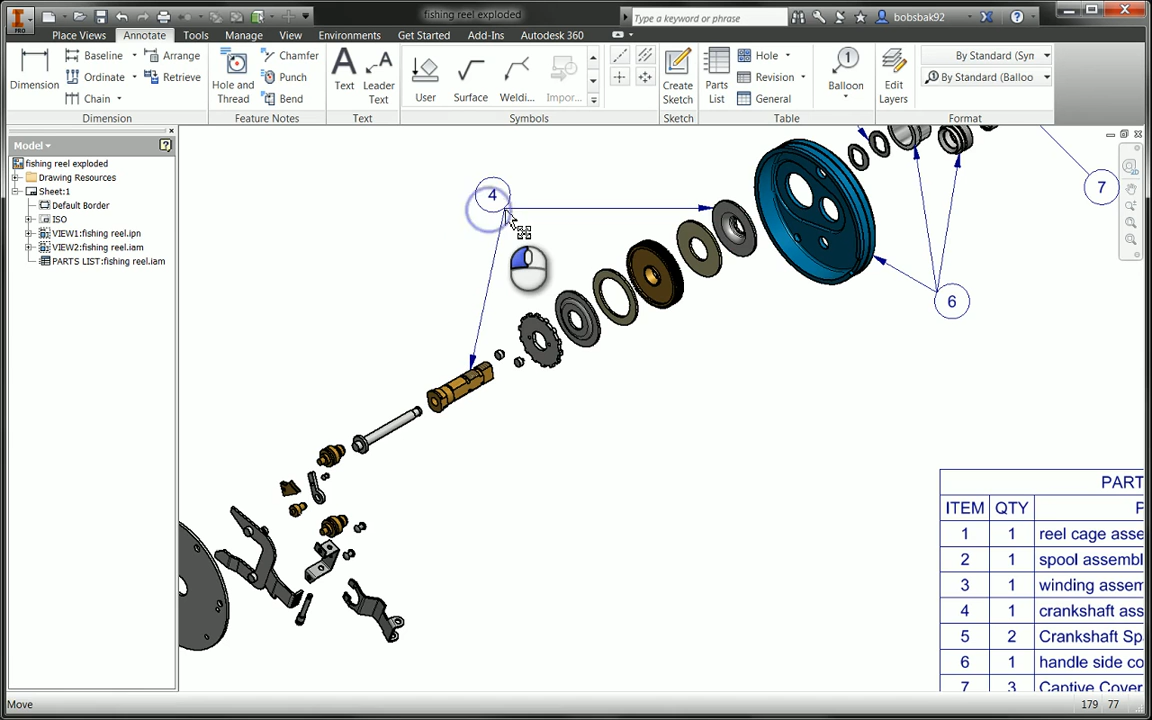 PRO
fishing reel exploded
Type a keyword or phrase
bobsbak92
Place Views Annotate Tools Manage View Environments Get Started Add-Ins Autodesk 360
Dimension
Baseline
Ordinate
Chain
Arrange
Retrieve
Dimension
Hole and Thread
Chamfer
Punch
Bend
Feature Notes
Text
Leader Text
Text
User
Surface
Weldi...
Impor...
Symbols
Create Sketch
Sketch
Parts List
Hole
Revision
General
Table
Balloon
1
Edit Layers
By Standard (Syn
By Standard (Balloo
Format
Model
fishing reel exploded
Drawing Resources
Sheet:1
Default Border
ISO
VIEW1:fishing reel.ipn
VIEW2:fishing reel.iam
PARTS LIST:fishing reel.iam
4
7
6
PART
ITEM QTY P
1 1 reel cage asse
2 1 spool assembl
3 1 winding assem
4 1 crankshaft ass
5 2 Crankshaft Sp
6 1 handle side co
7 3 Captive Cover
Move
179 77